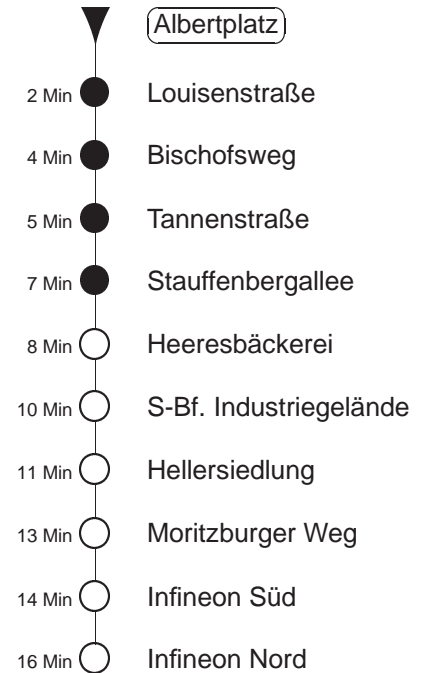 Albertplatz
2 Min Louisenstraße
4 Min Bischofsweg
5 Min Tannenstraße
7 Min Stauffenbergallee
8 Min Heeresbäckerei
10 Min S-Bf. Industriegelände
11 Min Hellersiedlung
13 Min Moritzburger Weg
14 Min Infineon Süd
16 Min Infineon Nord